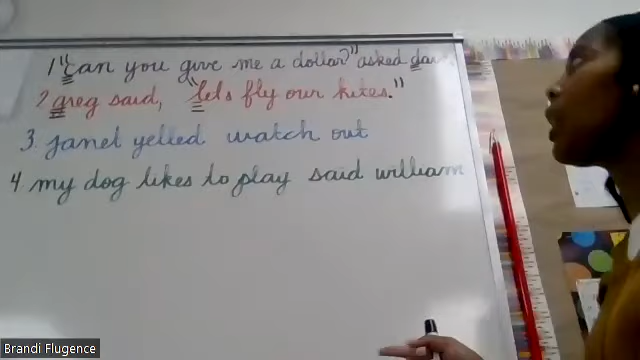 1 "can you give me a dollar?" asked
2 greg said, "let's fly our kites."
3. janet yelled watch out
4 my dog likes to play said william
Brandi Flugence